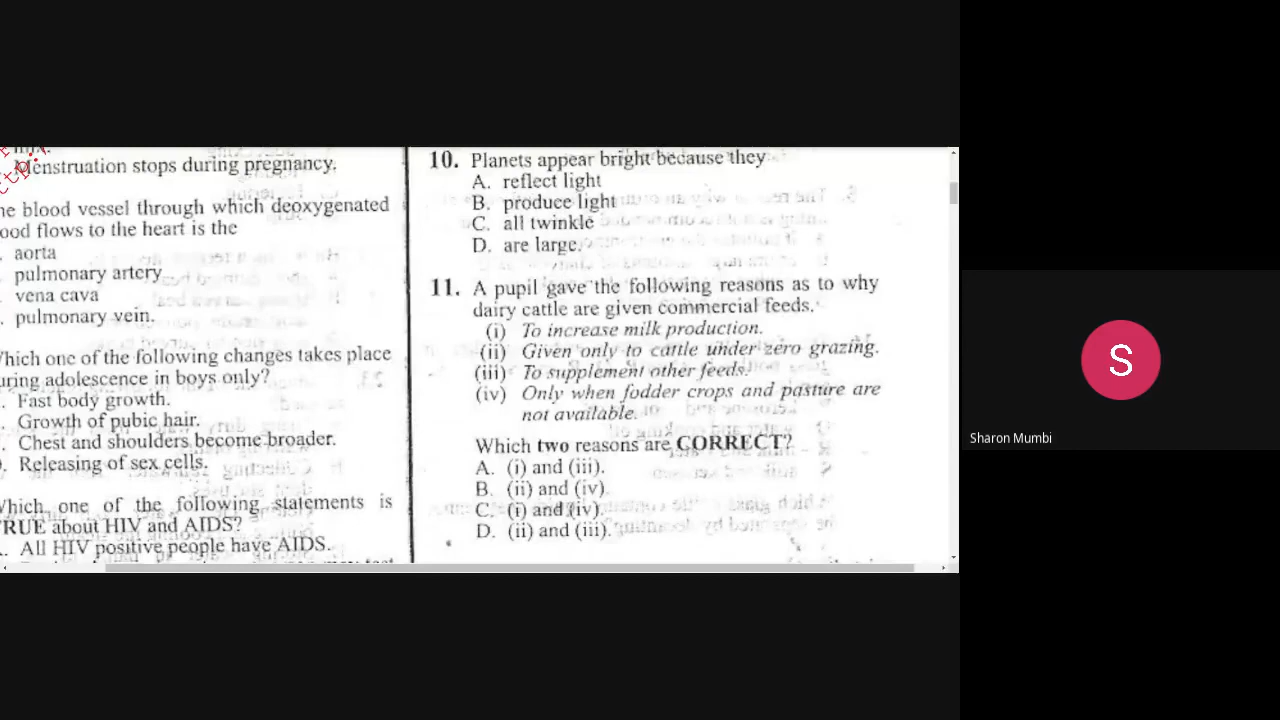 Menstruation stops during pregnancy.
blood vessel through which deoxygenated
flows to the heart is the
aorta
pulmonary artery
vena cava
pulmonary vein.
one of the following changes takes place
adolescence in boys only?
Fast body growth.
Growth of pubic hair.
Chest and shoulders become broader.
Releasing of sex cells.
one of the following statements is
about HIV and AIDS?
All HIV positive people have AIDS.
10. Planets appear bright because they
A. reflect light
B. produce light
C. all twinkle
D. are large.
11. A pupil gave the following reasons as to why
dairy cattle are given commercial feeds.
(i) To increase milk production.
(ii) Given only to cattle under zero grazing.
(iii) To supplement other feeds.
(iv) Only when fodder crops and pasture are
not available.
Which two reasons are CORRECT?
A. (i) and (iii).
B. (ii) and (iv).
C. (i) and (iv).
D. (ii) and (iii).
S
Sharon Mumbi